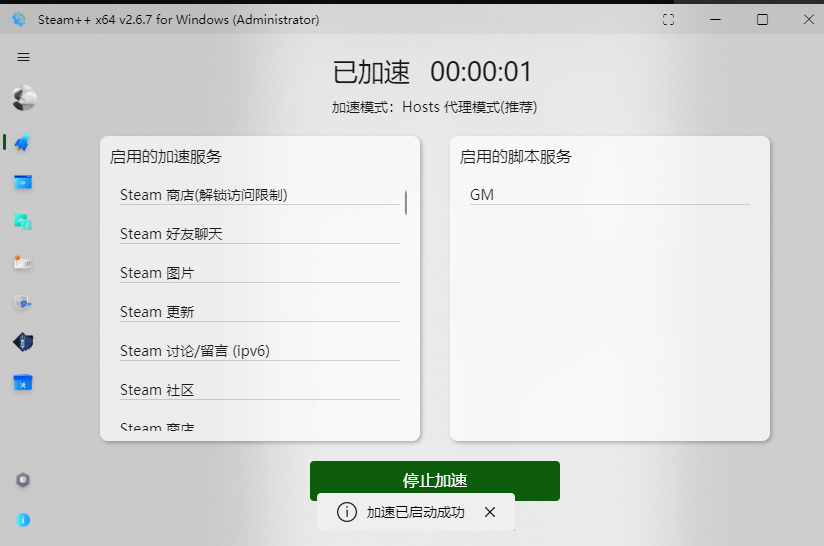 Steam++ x64 v2.6.7 for Windows (Administrator)
已加速 00:00:01
加速模式：Hosts 代理模式(推荐)
启用的加速服务
Steam 商店(解锁访问限制)
Steam 好友聊天
Steam 图片
Steam 更新
Steam 讨论/留言 (ipv6)
Steam 社区
Steam 商店
启用的脚本服务
GM
停止加速
加速已启动成功